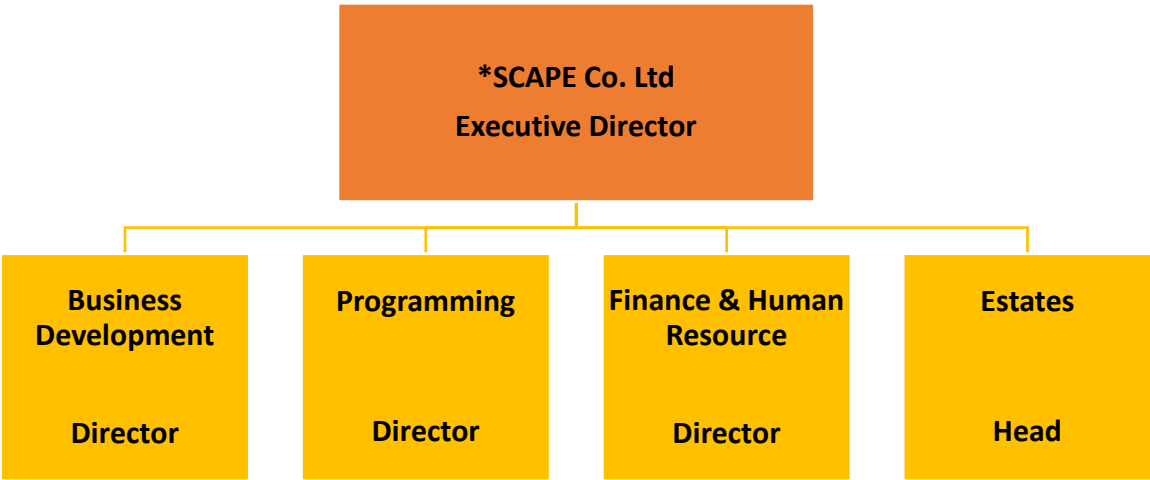 *SCAPE Co. Ltd
Executive Director
Business
Development
Director
Programming
Director
Finance & Human
Resource
Director
Estates
Head